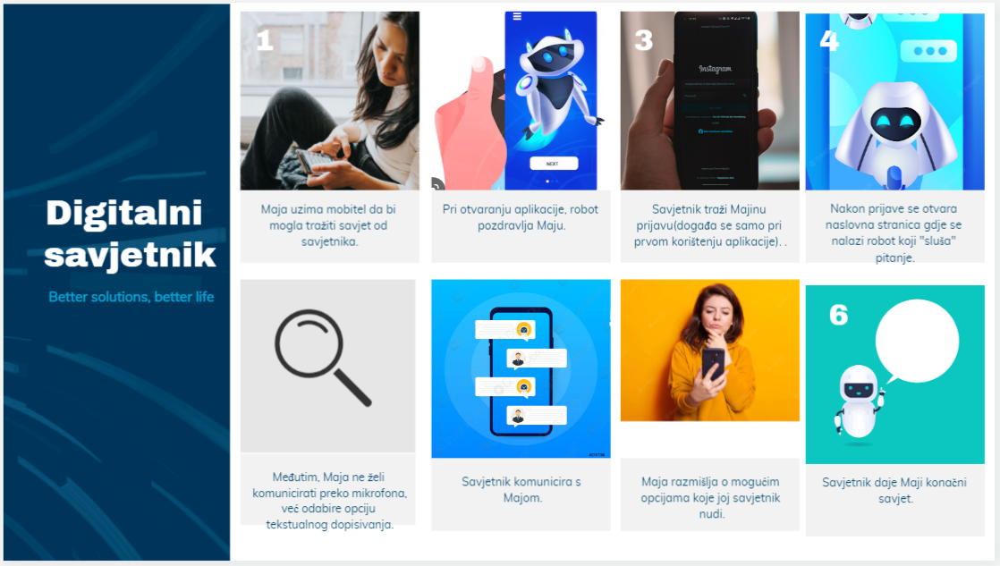 Digitalni
savjetnik
Better solutions, better life
1
Maja uzima mobitel da bi
mogla tražiti savjet od
savjetnika.
NEXT
Pri otvaranju aplikacije, robot
pozdravlja Maju.
3
Instagram
Savjetnik traži Majinu
prijavu(događa se samo pri
prvom korištenju aplikacije). .
4
Nakon prijave se otvara
naslovna stranica gdje se
nalazi robot koji "sluša"
pitanje.
Međutim, Maja ne želi
komunicirati preko mikrofona,
već odabire opciju
tekstualnog dopisivanja.
Savjetnik komunicira s
Majom.
Maja razmišlja o mogućim
opcijama koje joj savjetnik
nudi.
6
Savjetnik daje Maji konačni
savjet.